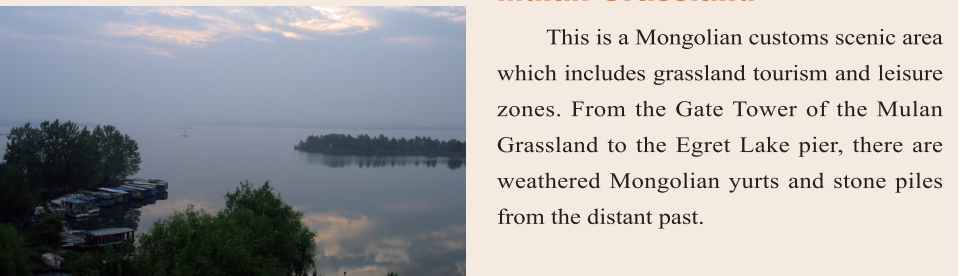 This is a Mongolian customs scenic area
which includes grassland tourism and leisure
zones. From the Gate Tower of the Mulan
Grassland to the Egret Lake pier, there are
weathered Mongolian yurts and stone piles
from the distant past.